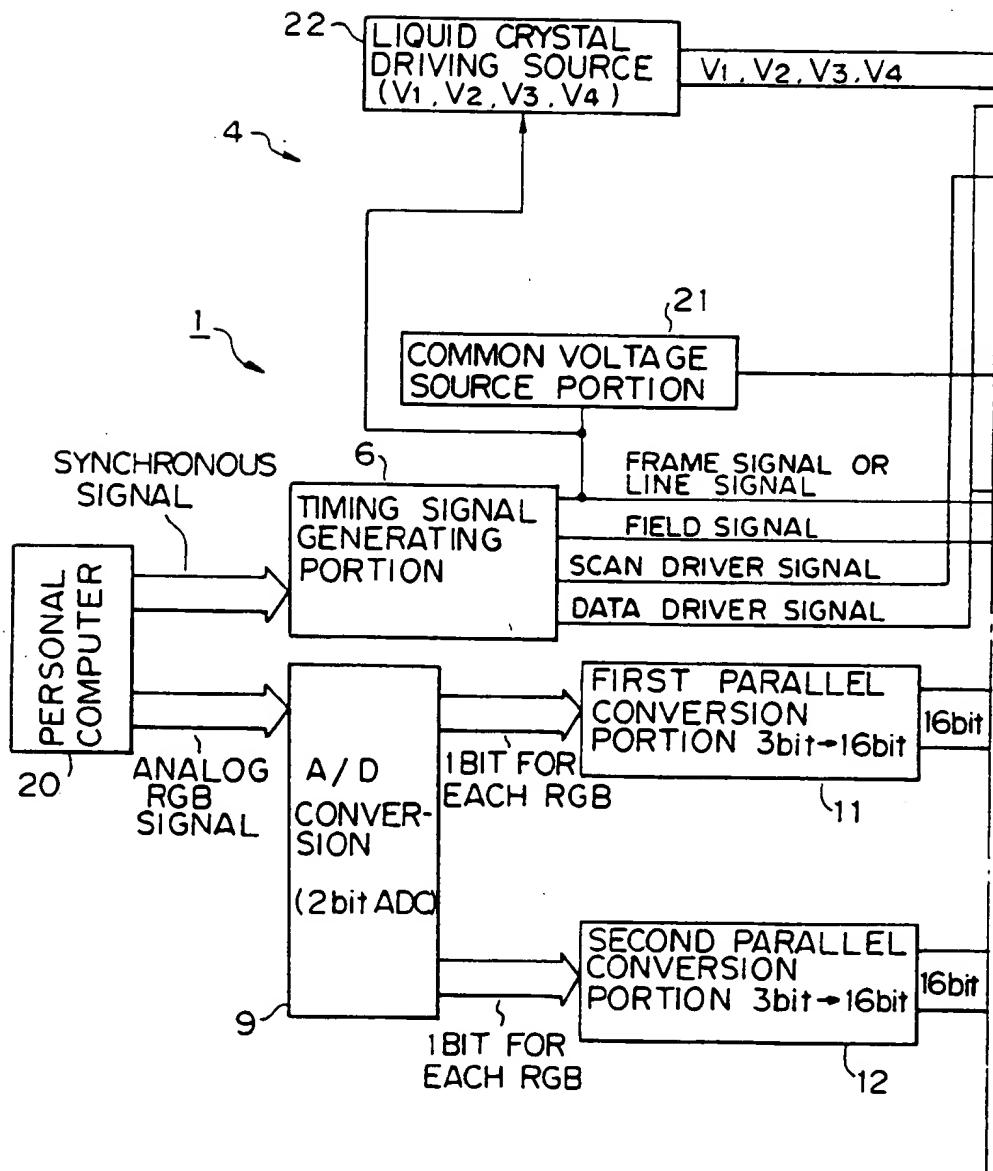 22
LIQUID CRYSTAL
DRIVING SOURCE
(V1, V2, V3, V4)
V1, V2, V3, V4
4
1
21
COMMON VOLTAGE
SOURCE PORTION
SYNCHRONOUS
SIGNAL
6
TIMING SIGNAL
GENERATING
PORTION
FRAME SIGNAL OR
LINE SIGNAL
FIELD SIGNAL
SCAN DRIVER SIGNAL
DATA DRIVER SIGNAL
PERSONAL
COMPUTER
20
ANALOG
RGB
SIGNAL
A/D
CONVER-
SION
(2bit ADC)
9
1BIT FOR
EACH RGB
FIRST PARALLEL
CONVERSION
PORTION 3bit→16bit
16bit
11
1BIT FOR
EACH RGB
SECOND PARALLEL
CONVERSION
PORTION 3bit→16bit
16bit
12